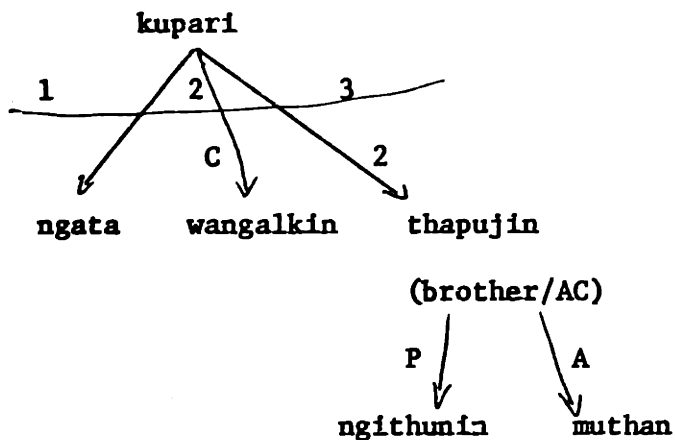 kupari
1 2 3
C 2
ngata wangalkin thapujin
(brother/AC)
P A
ngithunin muthan